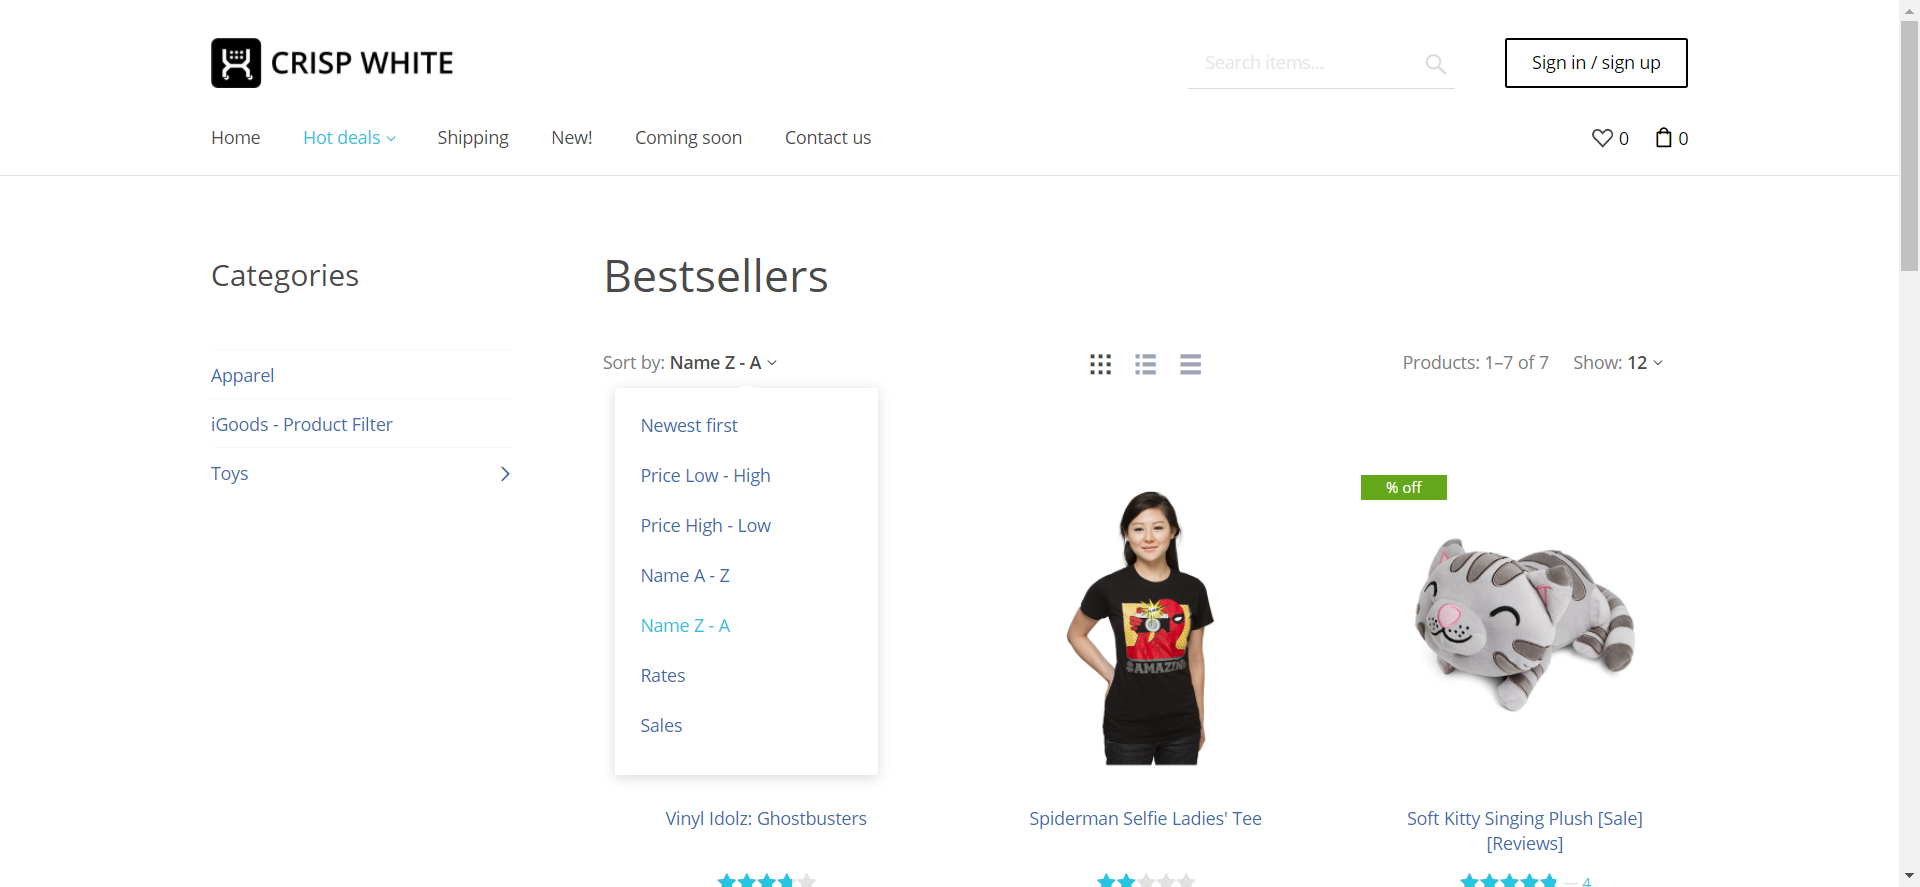 CRISP WHITE
Search items...
Sign in / sign up
Home
Hot deals
Shipping
New!
Coming soon
Contact us
0
0
Categories
Bestsellers
Sort by: Name Z - A
Products: 1–7 of 7
Show: 12
Apparel
iGoods - Product Filter
Toys
Newest first
Price Low - High
Price High - Low
Name A - Z
Name Z - A
Rates
Sales
% off
#AMAZING
Vinyl Idolz: Ghostbusters
Spiderman Selfie Ladies' Tee
Soft Kitty Singing Plush [Sale]
[Reviews]
— 4